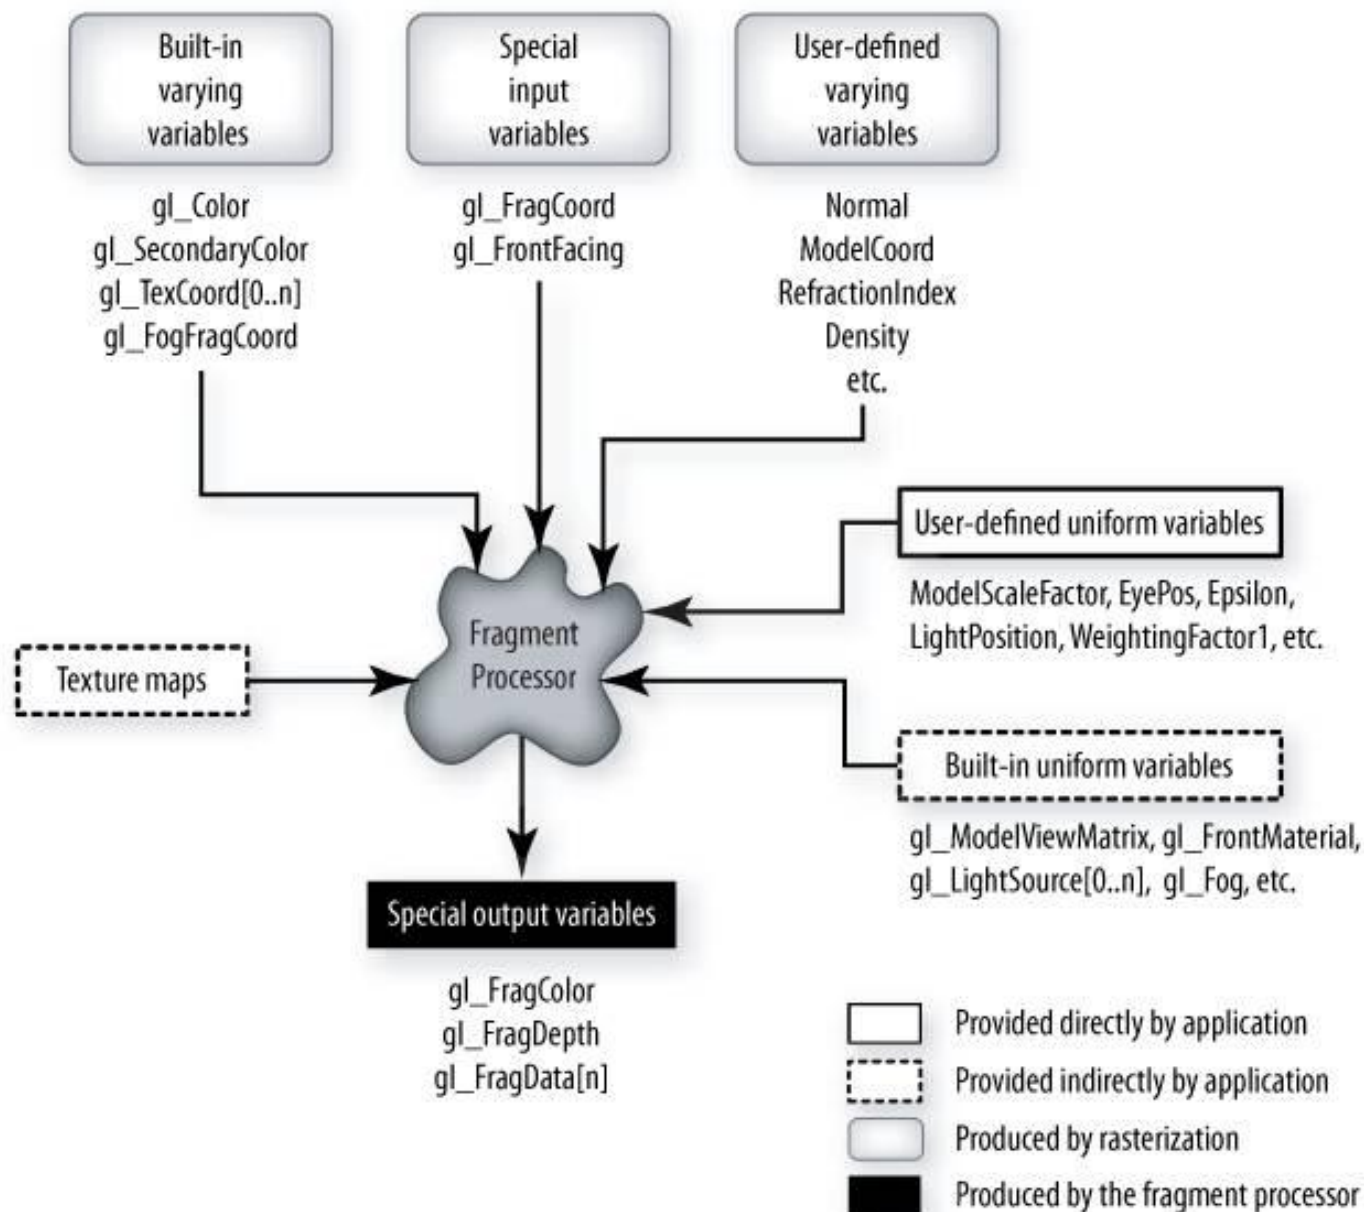 Built-in
varying
variables
gl_Color
gl_SecondaryColor
gl_TexCoord[0..n]
gl_FogFragCoord
Special
input
variables
gl_FragCoord
gl_FrontFacing
User-defined
varying
variables
Normal
ModelCoord
RefractionIndex
Density
etc.
User-defined uniform variables
ModelScaleFactor, EyePos, Epsilon,
LightPosition, WeightingFactor1, etc.
Fragment
Processor
Texture maps
Built-in uniform variables
gl_ModelViewMatrix, gl_FrontMaterial,
gl_LightSource[0..n], gl_Fog, etc.
Special output variables
gl_FragColor
gl_FragDepth
gl_FragData[n]
Provided directly by application
Provided indirectly by application
Produced by rasterization
Produced by the fragment processor